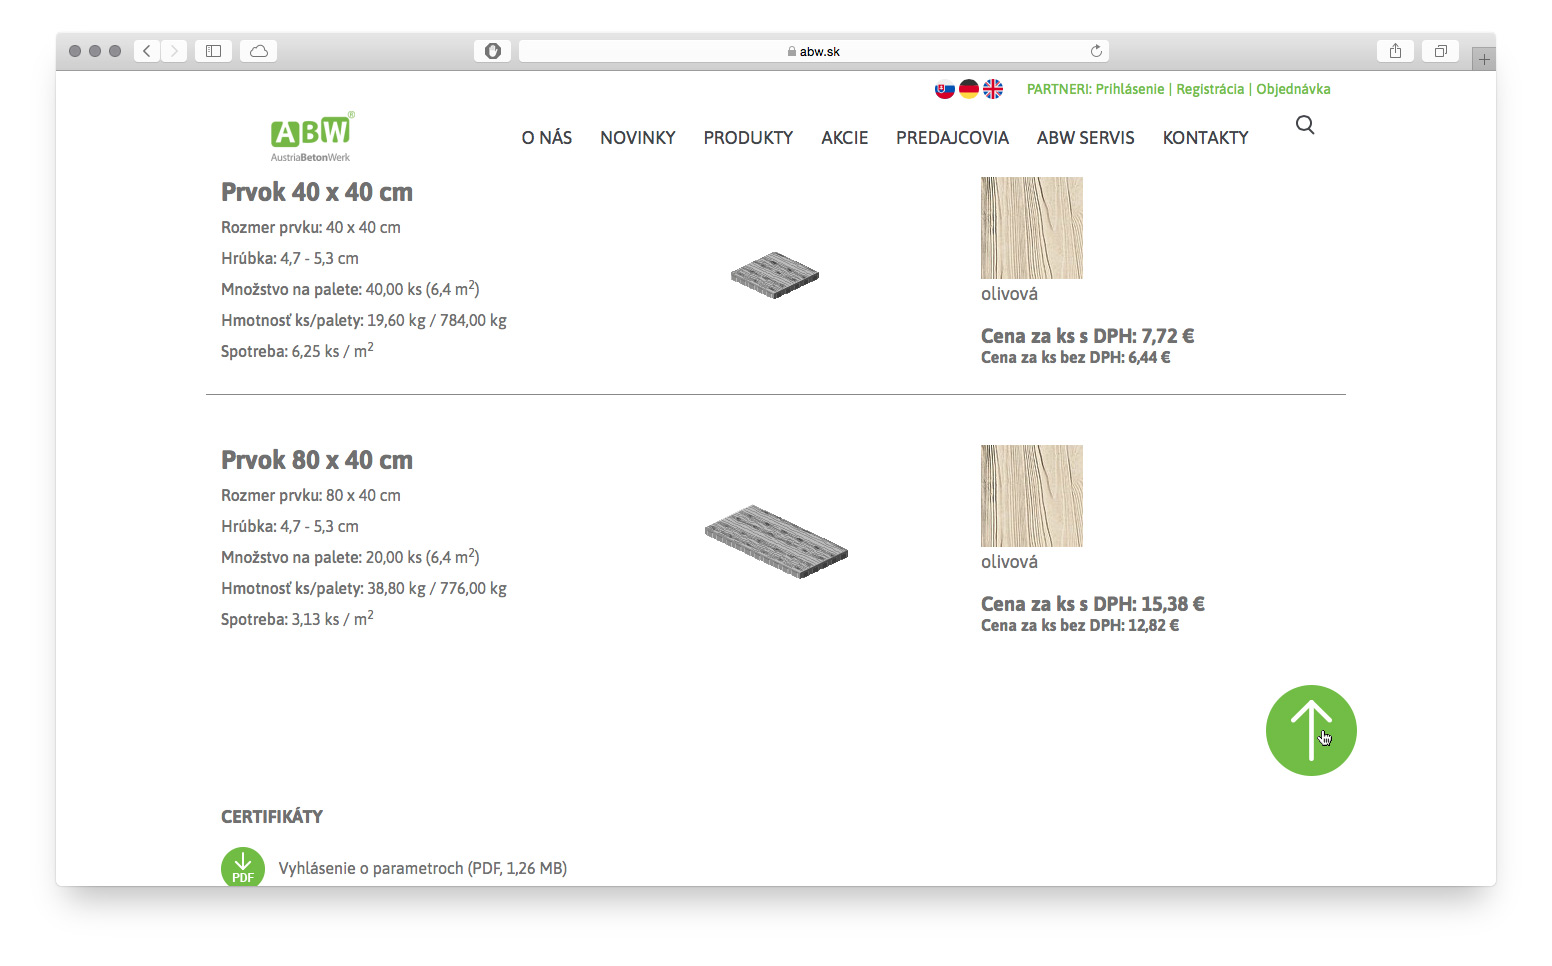 abw.sk
PARTNERI: Prihlásenie | Registrácia | Objednávka
ABW®
AustriaBetonWerk
O NÁS NOVINKY PRODUKTY AKCIE PREDAJCOVIA ABW SERVIS KONTAKTY
Prvok 40 x 40 cm
Rozmer prvku: 40 x 40 cm
Hrúbka: 4,7 - 5,3 cm
Množstvo na palete: 40,00 ks (6,4 m²)
Hmotnosť ks/palety: 19,60 kg / 784,00 kg
Spotreba: 6,25 ks / m²
olivová
Cena za ks s DPH: 7,72 €
Cena za ks bez DPH: 6,44 €
Prvok 80 x 40 cm
Rozmer prvku: 80 x 40 cm
Hrúbka: 4,7 - 5,3 cm
Množstvo na palete: 20,00 ks (6,4 m²)
Hmotnosť ks/palety: 38,80 kg / 776,00 kg
Spotreba: 3,13 ks / m²
olivová
Cena za ks s DPH: 15,38 €
Cena za ks bez DPH: 12,82 €
CERTIFIKÁTY
PDF
Vyhlásenie o parametroch (PDF, 1,26 MB)